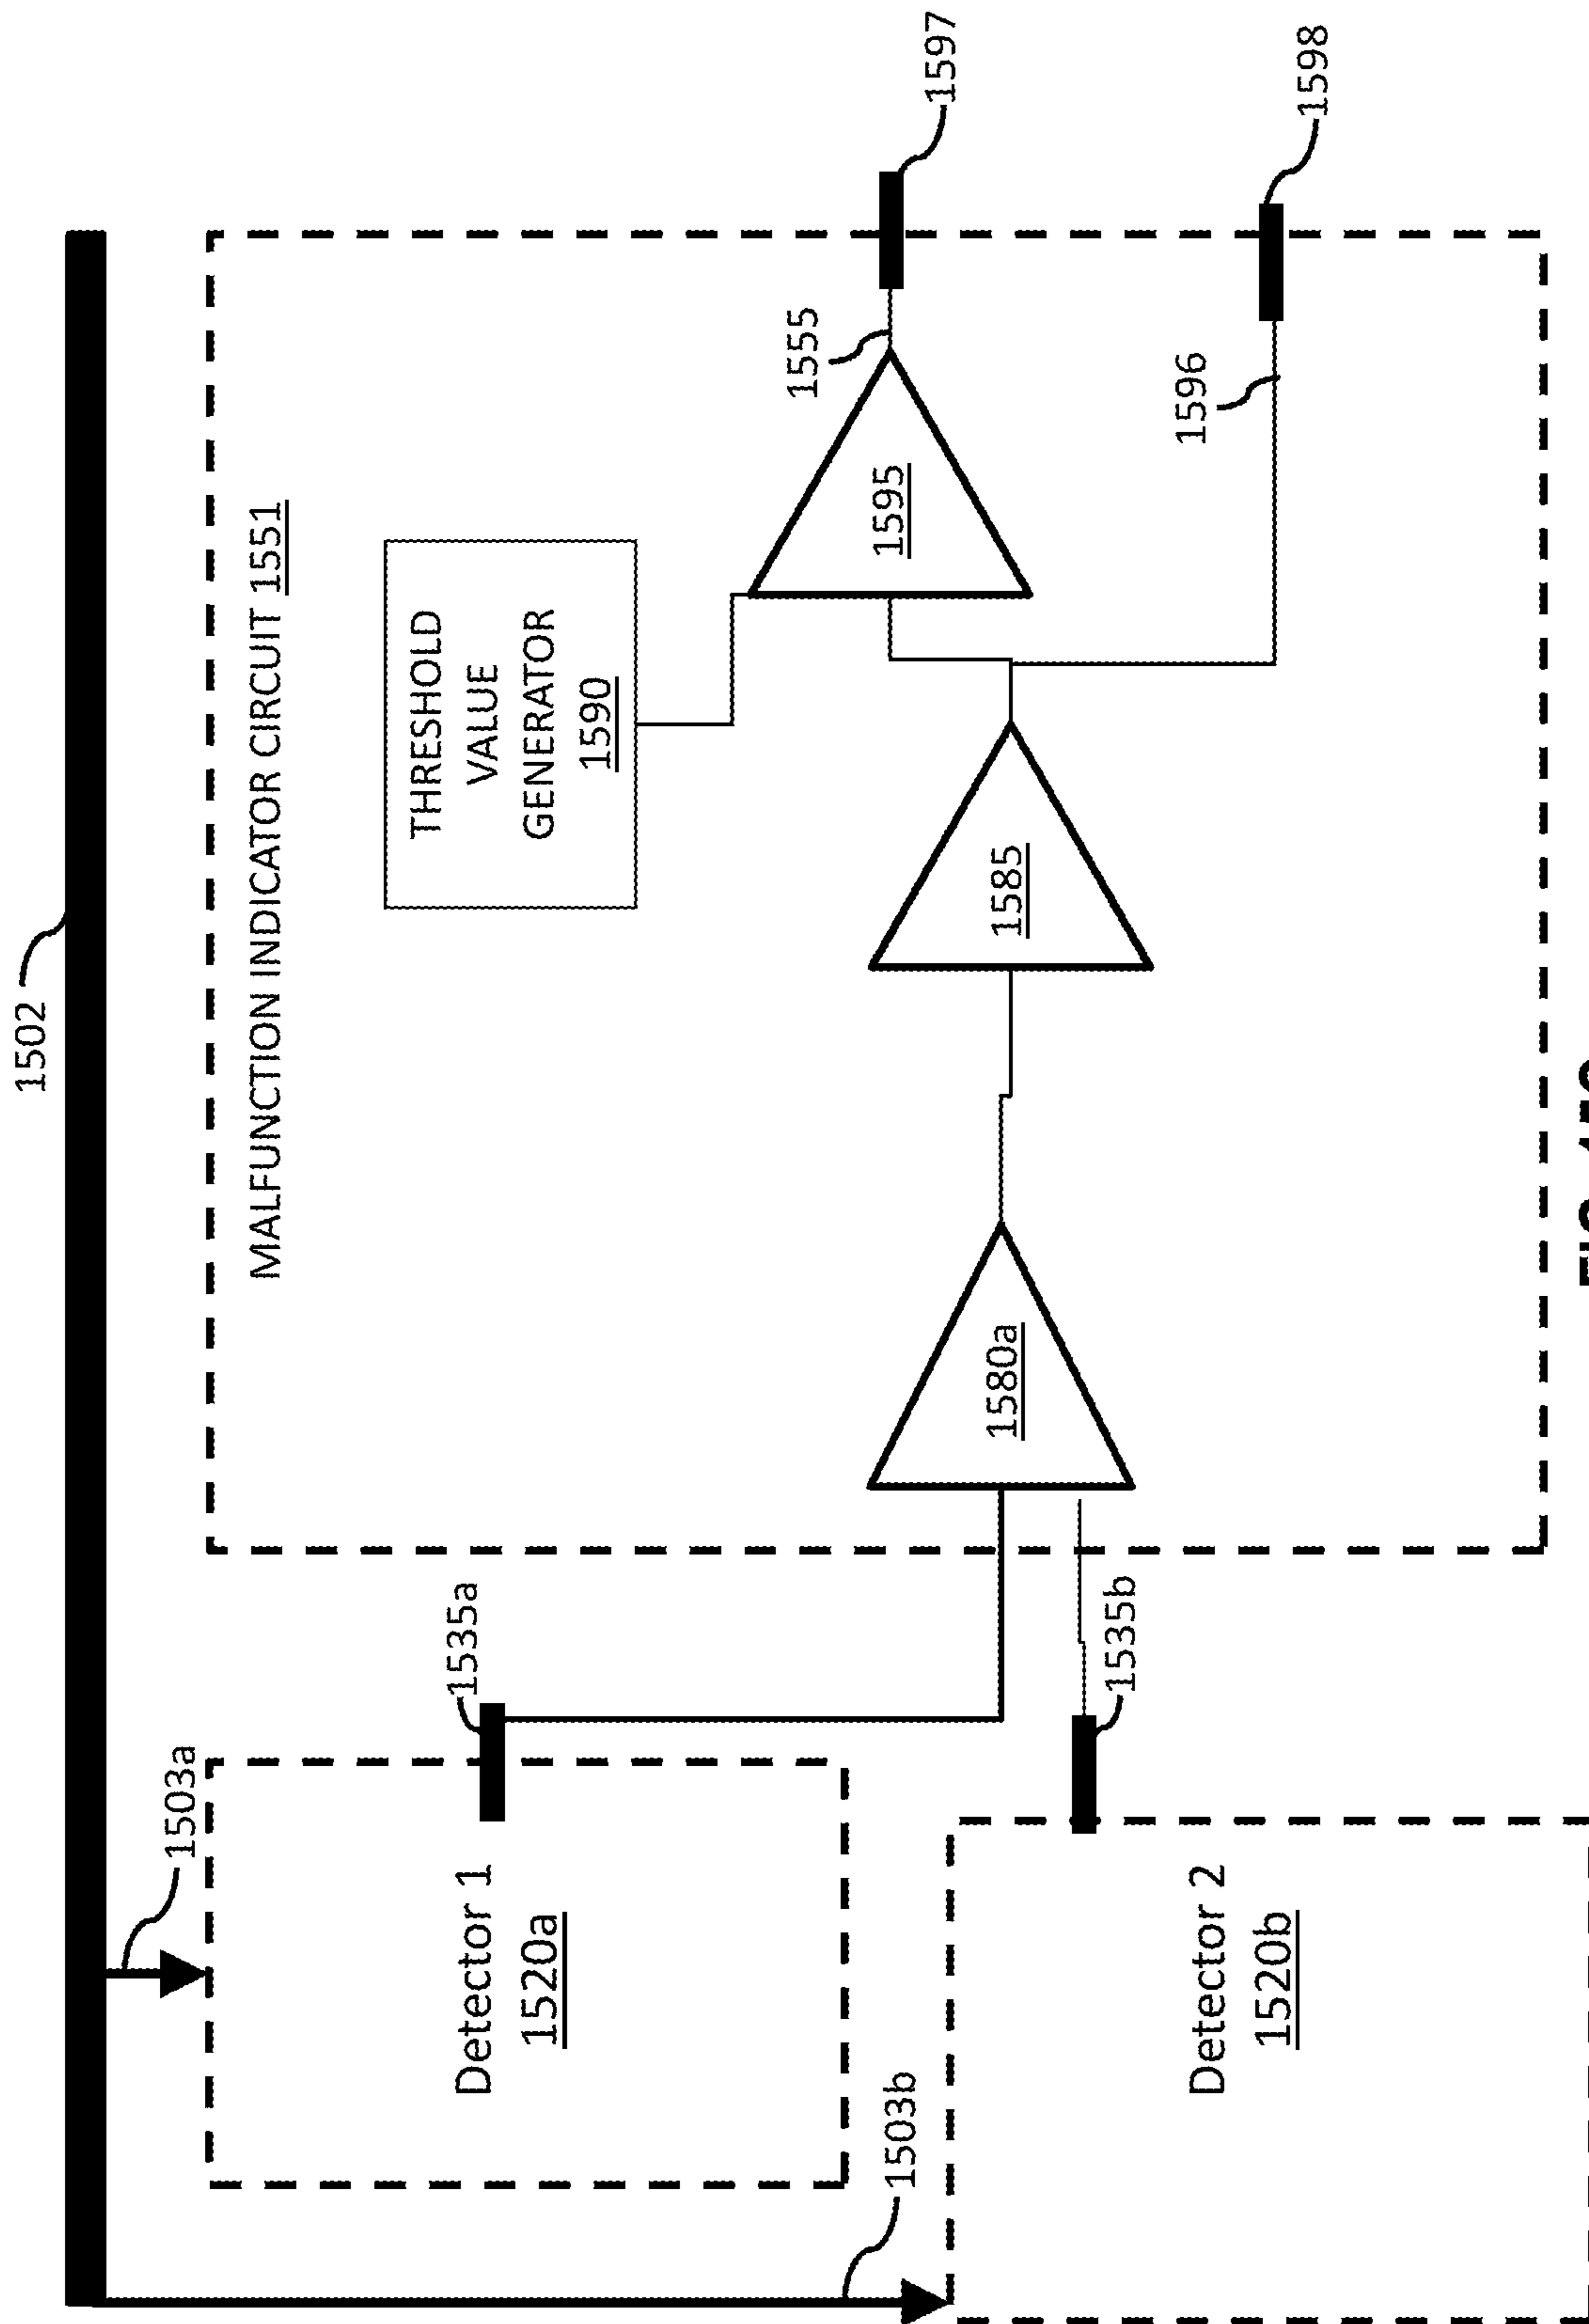 1502
1503a
1503b
Detector 1
1520a
1535a
Detector 2
1520b
1535b
MALFUNCTION INDICATOR CIRCUIT 1551
THRESHOLD
VALUE
GENERATOR
1590
1580a
1585
1595
1555
1596
1597
1598